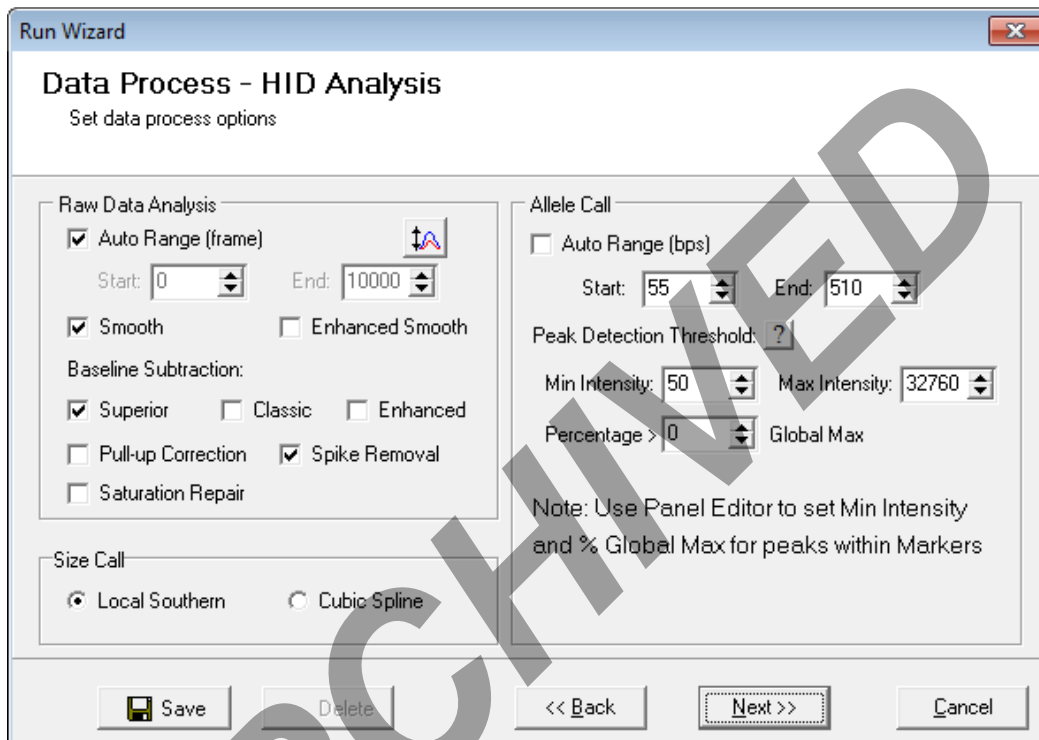 Run Wizard
Data Process - HID Analysis
Set data process options
Raw Data Analysis
Auto Range (frame)
Start: 0 End: 10000
Smooth Enhanced Smooth
Baseline Subtraction:
Superior Classic Enhanced
Pull-up Correction Spike Removal
Saturation Repair
Size Call
Local Southern Cubic Spline
Allele Call
Auto Range (bps)
Start: 55 End: 510
Peak Detection Threshold: ?
Min Intensity: 50 Max Intensity: 32760
Percentage > 0 Global Max
Note: Use Panel Editor to set Min Intensity
and % Global Max for peaks within Markers
Save Delete << Back Next >> Cancel
CHIVED